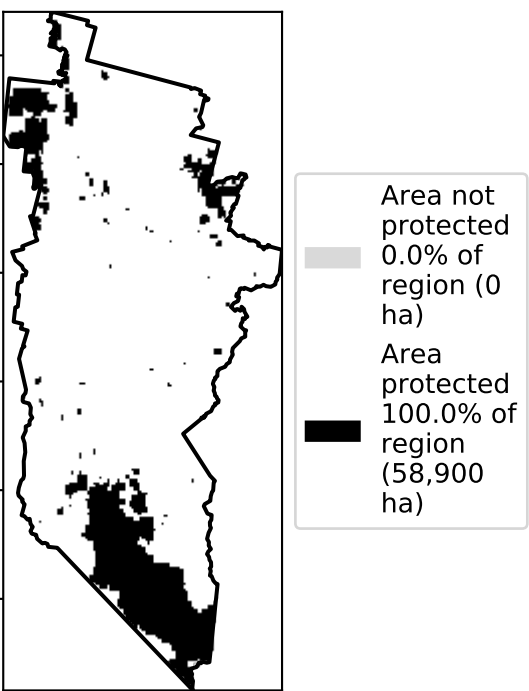 Area not
protected
0.0% of
region (0
ha)
Area
protected
100.0% of
region
(58,900
ha)